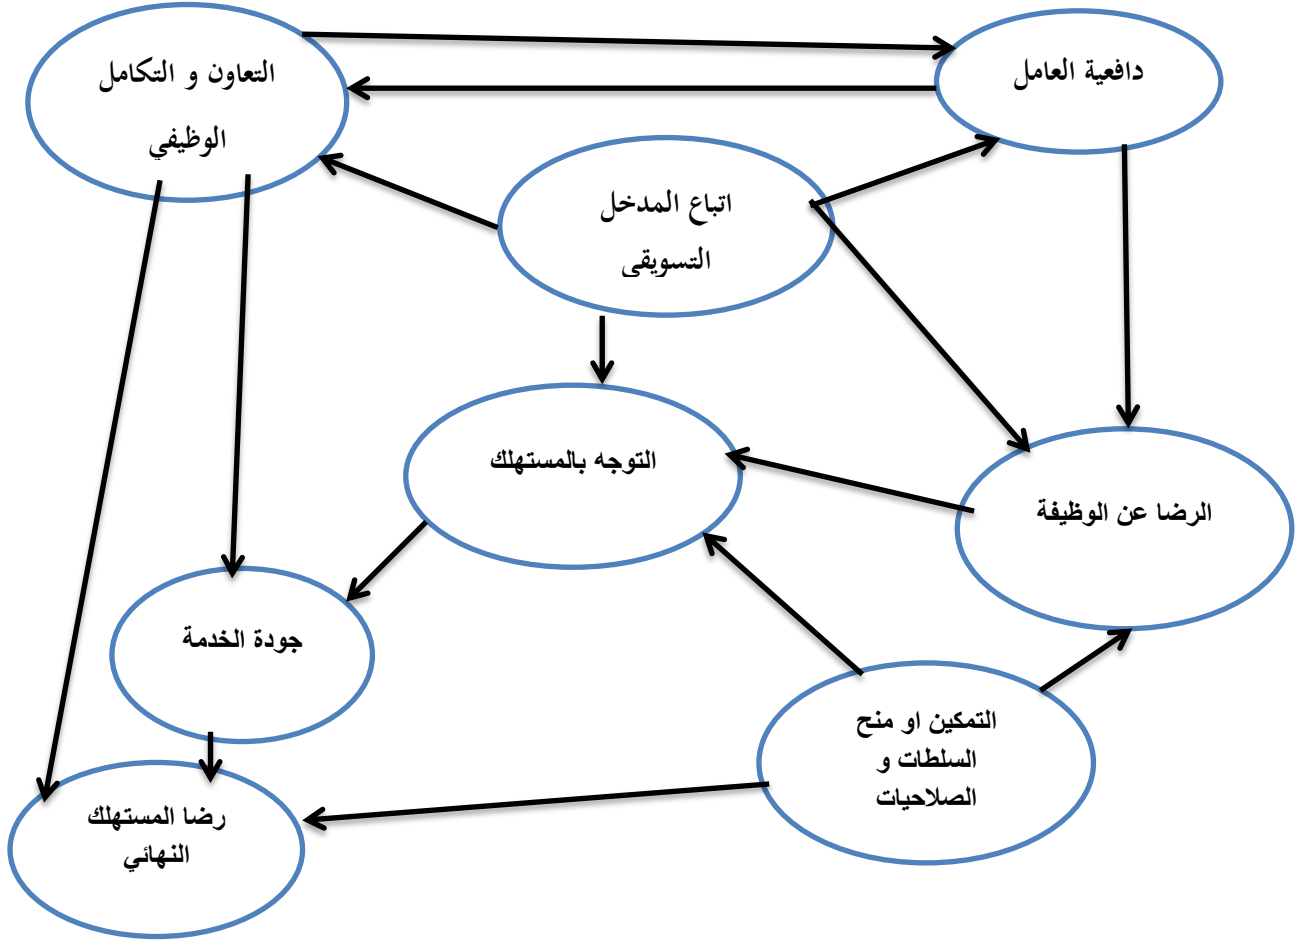 دافعية العامل
التعاون و التكامل
الوظيفي
اتباع المدخل
التسويقي
التوجه بالمستهلك
الرضا عن الوظيفة
جودة الخدمة
التمكين او منح
السلطات و
الصلاحيات
رضا المستهلك
النهائي